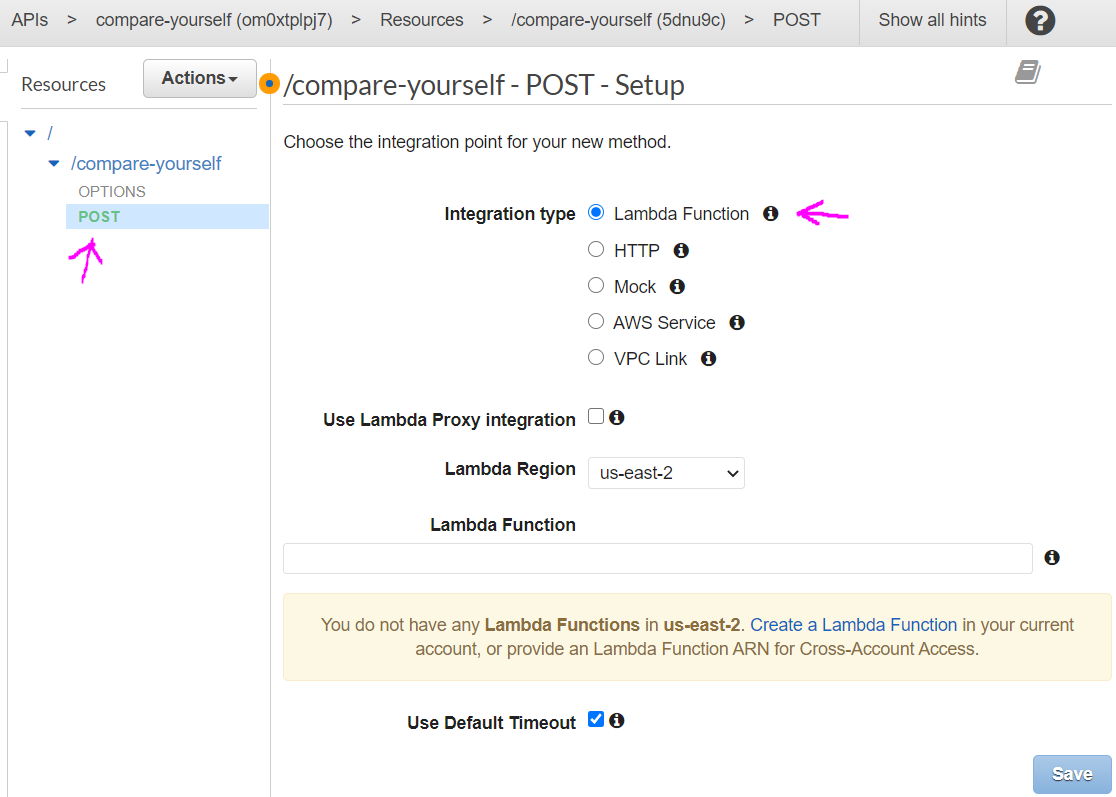 APIs > compare-yourself (om0xtplpj7) > Resources > /compare-yourself (5dnu9c) > POST Show all hints ?
Resources Actions
/compare-yourself - POST - Setup
/
/compare-yourself
OPTIONS
POST
Choose the integration point for your new method.
Integration type Lambda Function
HTTP
Mock
AWS Service
VPC Link
Use Lambda Proxy integration
Lambda Region us-east-2
Lambda Function
You do not have any Lambda Functions in us-east-2. Create a Lambda Function in your current
account, or provide an Lambda Function ARN for Cross-Account Access.
Use Default Timeout
Save